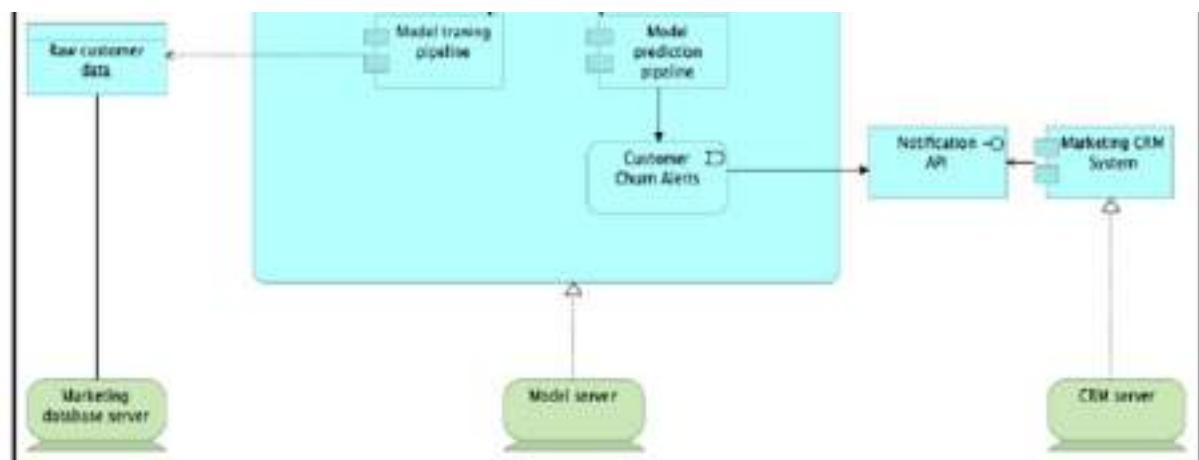 Raw customer
data
Model traning
pipeline
Model
prediction
pipeline
Customer
Churn Alerts
Notification
API
Marketing CRM
System
Marketing
database server
Model server
CRM server